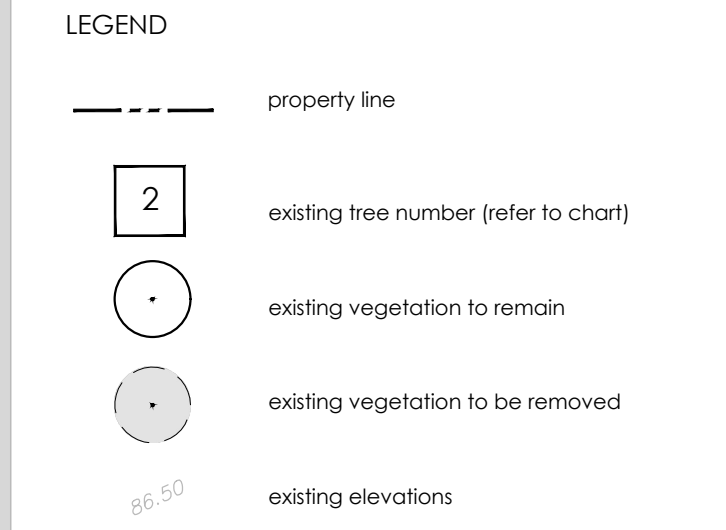 LEGEND
property line
2
existing tree number (refer to chart)
existing vegetation to remain
existing vegetation to be removed
86.50
existing elevations